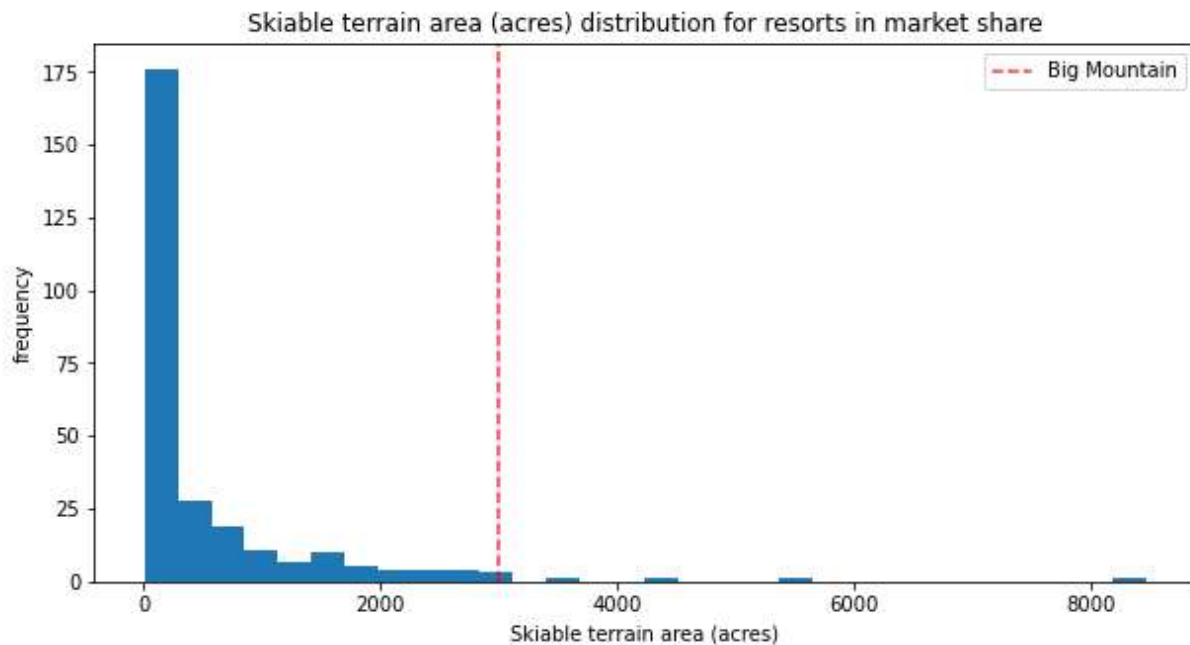 Skiable terrain area (acres) distribution for resorts in market share
Big Mountain
175
150
125
100
75
50
25
0
frequency
0 2000 4000 6000 8000
Skiable terrain area (acres)